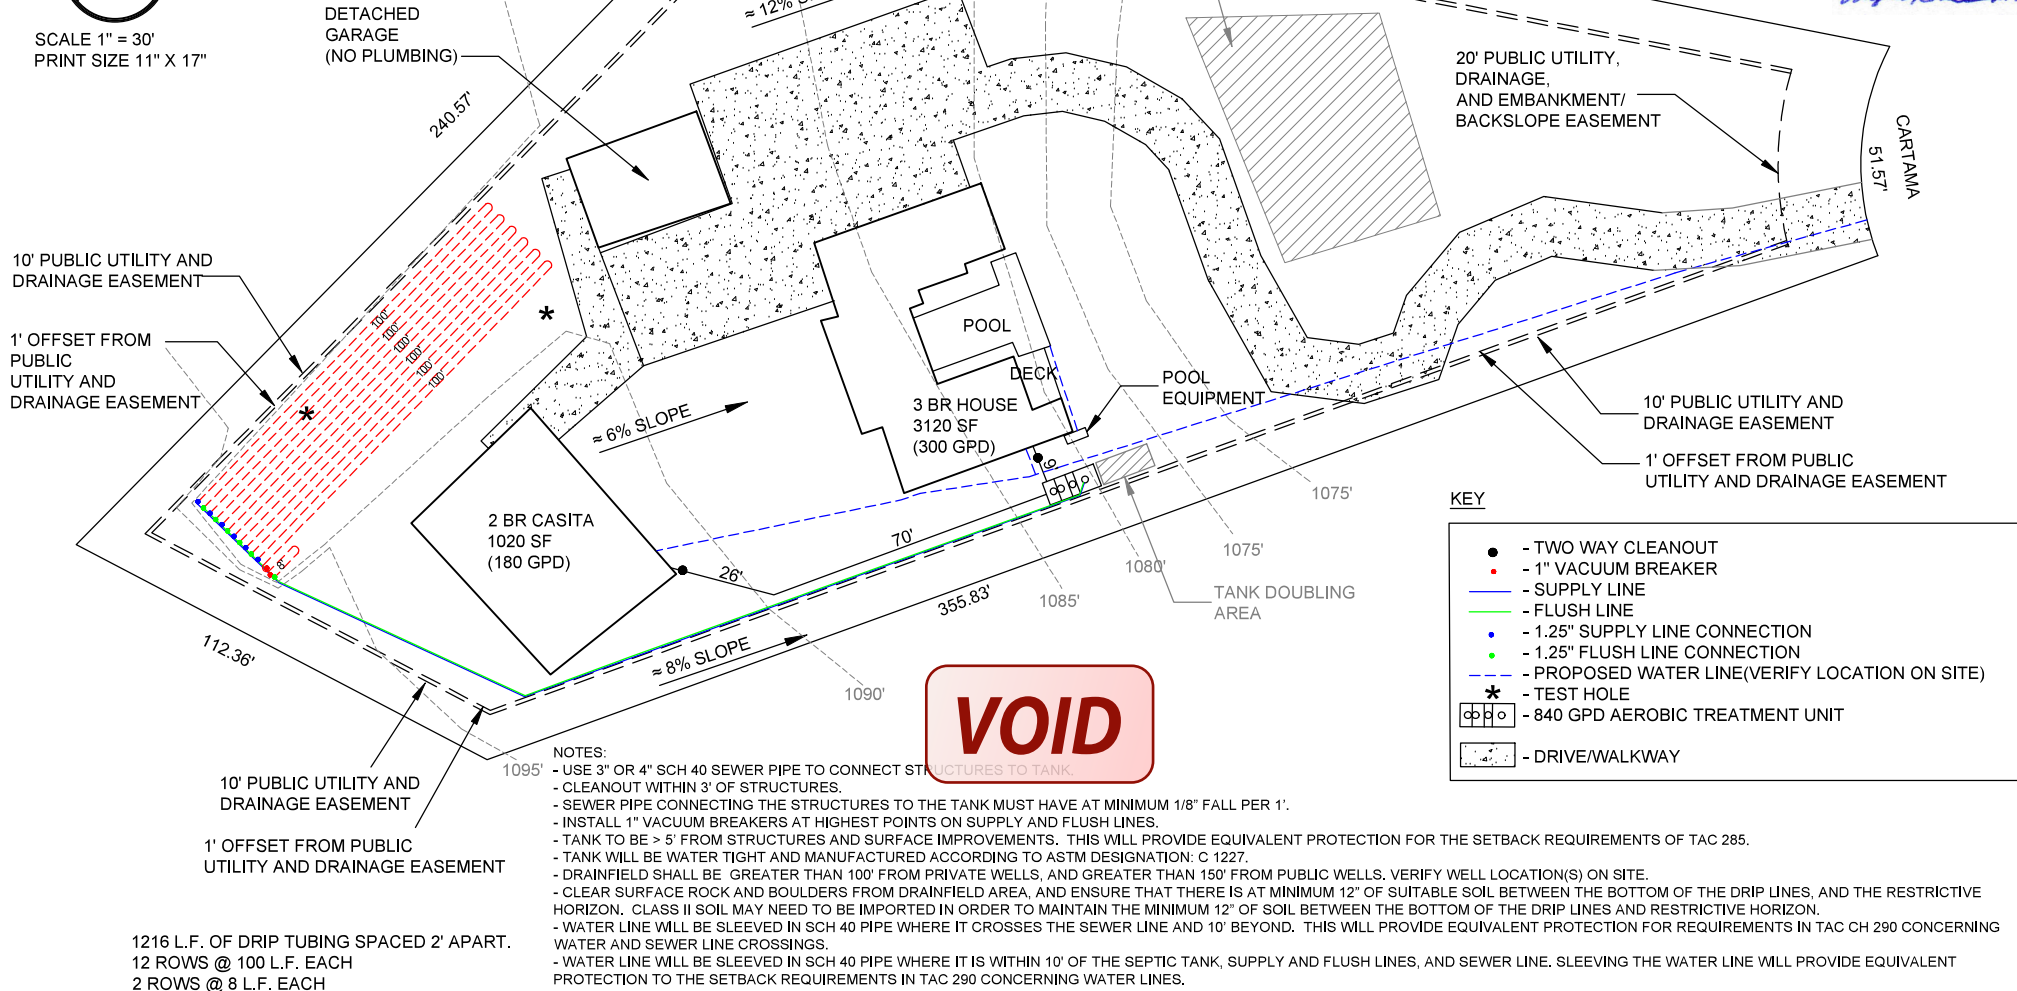 SCALE 1" = 30'
PRINT SIZE 11" X 17"
DETACHED
GARAGE
(NO PLUMBING)
≈ 12% S
240.57'
20' PUBLIC UTILITY,
DRAINAGE,
AND EMBANKMENT/
BACKSLOPE EASEMENT
CARTAMA
51.57'
10' PUBLIC UTILITY AND
DRAINAGE EASEMENT
1' OFFSET FROM
PUBLIC
UTILITY AND
DRAINAGE EASEMENT
100'
100'
100'
100'
100'
100'
*
*
POOL
DECK
POOL
EQUIPMENT
3 BR HOUSE
3120 SF
(300 GPD)
≈ 6% SLOPE
6'
8'
2 BR CASITA
1020 SF
(180 GPD)
70'
26'
355.83'
≈ 8% SLOPE
112.36'
1075'
1075'
1080'
1085'
1090'
1095'
TANK DOUBLING
AREA
10' PUBLIC UTILITY AND
DRAINAGE EASEMENT
1' OFFSET FROM PUBLIC
UTILITY AND DRAINAGE EASEMENT
KEY
- TWO WAY CLEANOUT
- 1" VACUUM BREAKER
- SUPPLY LINE
- FLUSH LINE
- 1.25" SUPPLY LINE CONNECTION
- 1.25" FLUSH LINE CONNECTION
- PROPOSED WATER LINE(VERIFY LOCATION ON SITE)
* - TEST HOLE
- 840 GPD AEROBIC TREATMENT UNIT
- DRIVE/WALKWAY
VOID
10' PUBLIC UTILITY AND
DRAINAGE EASEMENT
1' OFFSET FROM PUBLIC
UTILITY AND DRAINAGE EASEMENT
NOTES:
- USE 3" OR 4" SCH 40 SEWER PIPE TO CONNECT STRUCTURES TO TANK.
- CLEANOUT WITHIN 3' OF STRUCTURES.
- SEWER PIPE CONNECTING THE STRUCTURES TO THE TANK MUST HAVE AT MINIMUM 1/8" FALL PER 1'.
- INSTALL 1" VACUUM BREAKERS AT HIGHEST POINTS ON SUPPLY AND FLUSH LINES.
- TANK TO BE > 5' FROM STRUCTURES AND SURFACE IMPROVEMENTS. THIS WILL PROVIDE EQUIVALENT PROTECTION FOR THE SETBACK REQUIREMENTS OF TAC 285.
- TANK WILL BE WATER TIGHT AND MANUFACTURED ACCORDING TO ASTM DESIGNATION: C 1227.
- DRAINFIELD SHALL BE GREATER THAN 100' FROM PRIVATE WELLS, AND GREATER THAN 150' FROM PUBLIC WELLS. VERIFY WELL LOCATION(S) ON SITE.
- CLEAR SURFACE ROCK AND BOULDERS FROM DRAINFIELD AREA, AND ENSURE THAT THERE IS AT MINIMUM 12" OF SUITABLE SOIL BETWEEN THE BOTTOM OF THE DRIP LINES, AND THE RESTRICTIVE
HORIZON. CLASS II SOIL MAY NEED TO BE IMPORTED IN ORDER TO MAINTAIN THE MINIMUM 12" OF SOIL BETWEEN THE BOTTOM OF THE DRIP LINES AND RESTRICTIVE HORIZON.
- WATER LINE WILL BE SLEEVED IN SCH 40 PIPE WHERE IT CROSSES THE SEWER LINE AND 10' BEYOND. THIS WILL PROVIDE EQUIVALENT PROTECTION FOR REQUIREMENTS IN TAC CH 290 CONCERNING
WATER AND SEWER LINE CROSSINGS.
- WATER LINE WILL BE SLEEVED IN SCH 40 PIPE WHERE IT IS WITHIN 10' OF THE SEPTIC TANK, SUPPLY AND FLUSH LINES, AND SEWER LINE. SLEEVING THE WATER LINE WILL PROVIDE EQUIVALENT
PROTECTION TO THE SETBACK REQUIREMENTS IN TAC 290 CONCERNING WATER LINES.
1216 L.F. OF DRIP TUBING SPACED 2' APART.
12 ROWS @ 100 L.F. EACH
2 ROWS @ 8 L.F. EACH